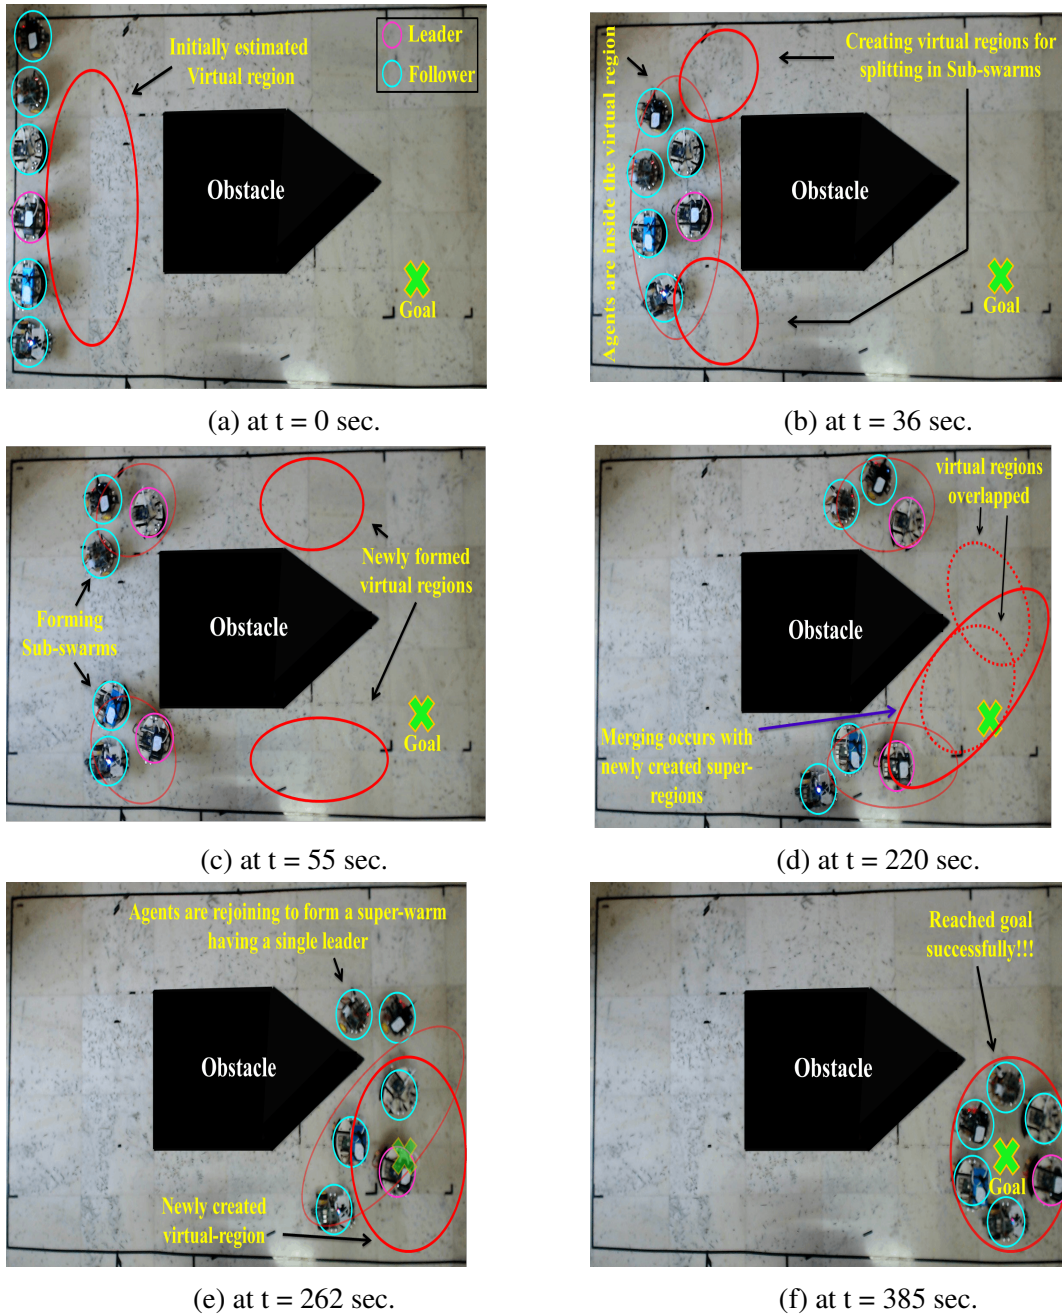 Initially estimated
Virtual region
Leader
Follower
Obstacle
Goal
(a) at t = 0 sec.
Agents are inside the virtual region
Creating virtual regions for
splitting in Sub-swarms
Obstacle
Goal
(b) at t = 36 sec.
Newly formed
virtual regions
Forming
Sub-swarms
Obstacle
Goal
(c) at t = 55 sec.
virtual regions
overlapped
Obstacle
Merging occurs with
newly created super-
regions
(d) at t = 220 sec.
Agents are rejoining to form a super-warm
having a single leader
Obstacle
Newly created
virtual-region
(e) at t = 262 sec.
Reached goal
successfully!!!
Obstacle
Goal
(f) at t = 385 sec.